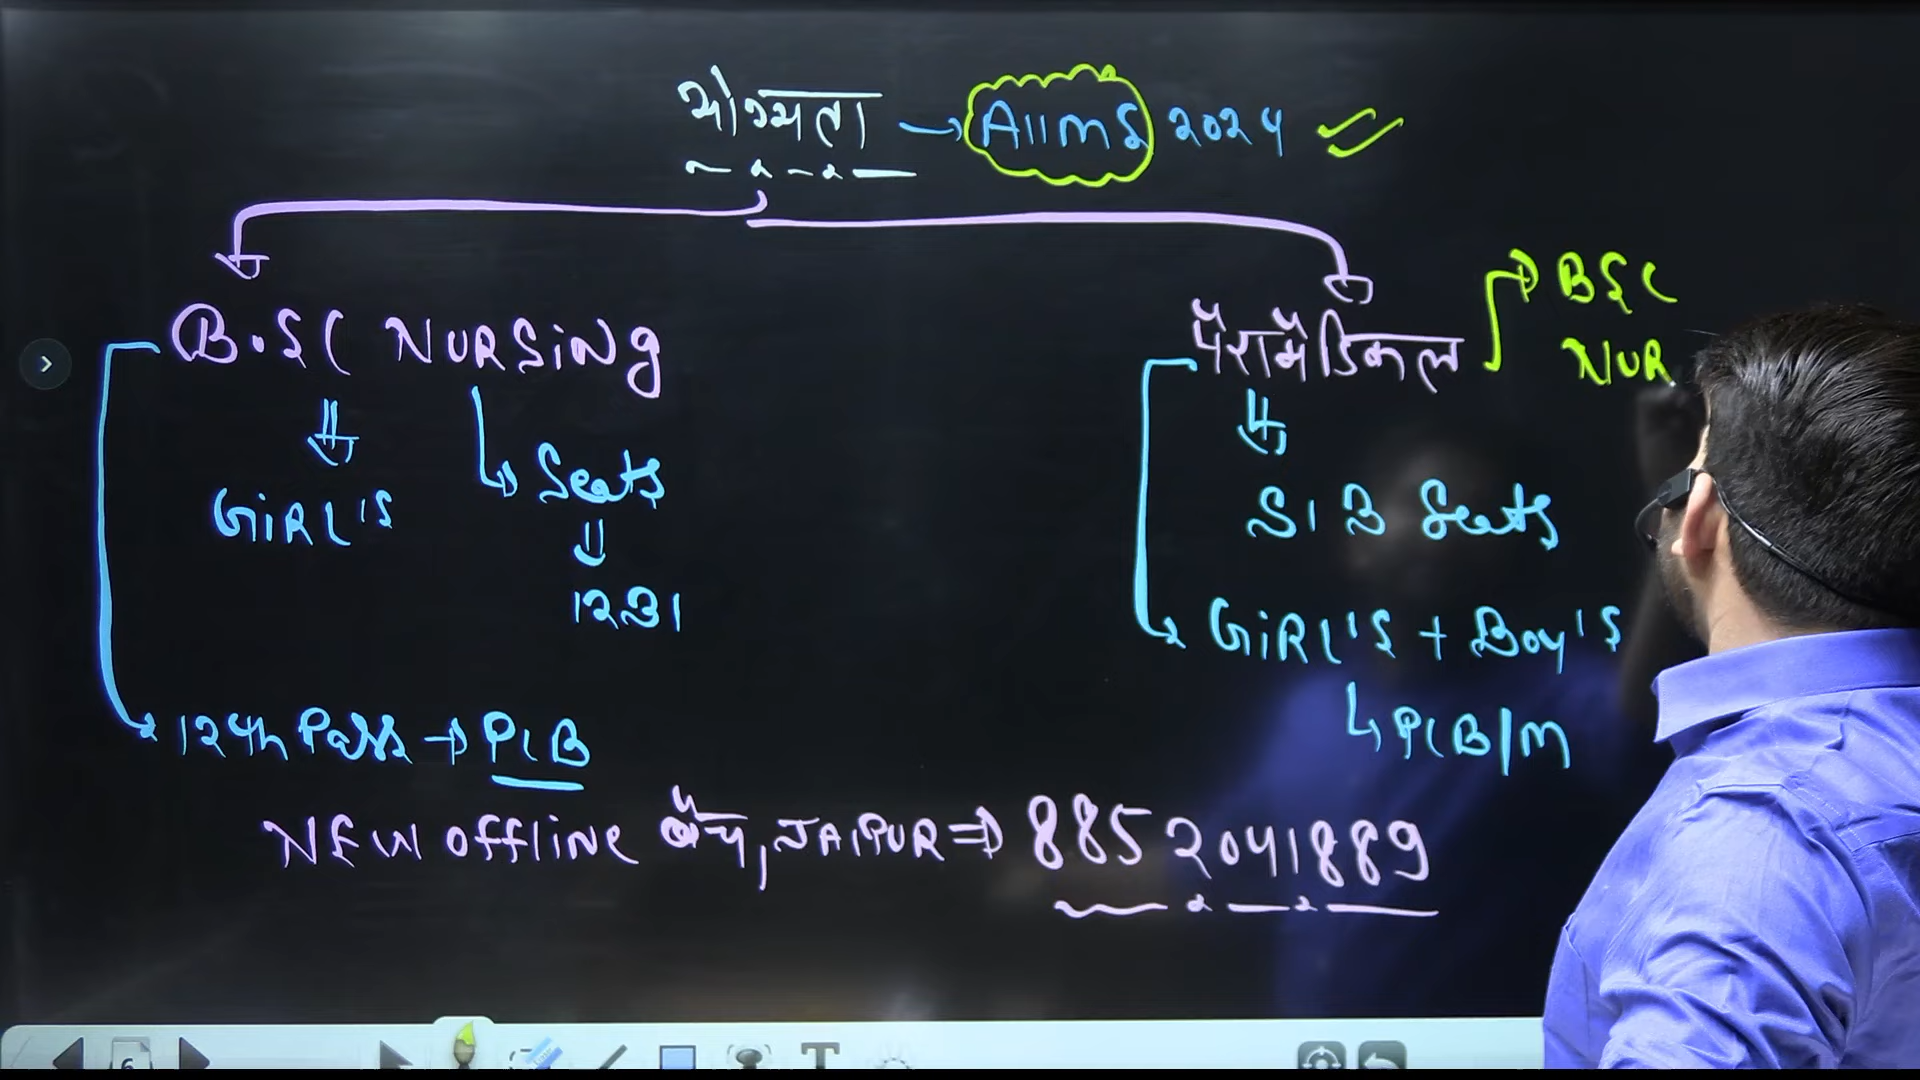 योग्यता → AIIMS 2024
B.SC NURSiNg
पैरामैडिकल
BSC
NUR
GiRL'S
Seats
1231
513 Seats
GiRL'S + Boy'S
PCB/M
12th Pass → PCB
NEW offline बैच, JAIPUR ⇒ 8852041889
6
T